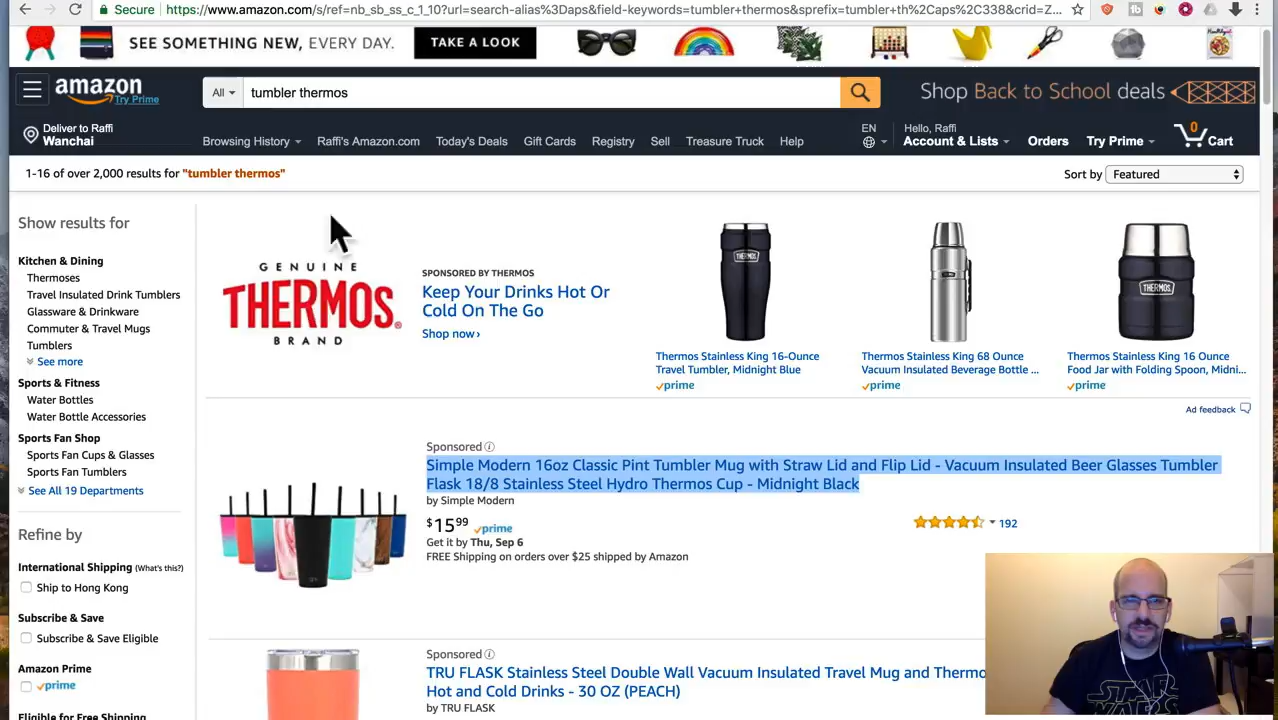 Secure
https://www.amazon.com/s/ref=nb_sb_ss_c_1_10?url=search-alias%3Daps&field-keywords=tumbler+thermos&prefix=tumbler+th%2Caps%2C338&crid=Z...
SEE SOMETHING NEW, EVERY DAY.
TAKE A LOOK
amazon
Try Prime
All
tumbler thermos
Shop Back to School deals
Deliver to Raffi
Wanchai
Browsing History
Raffi's Amazon.com
Today's Deals
Gift Cards
Registry
Sell
Treasure Truck
Help
EN
Hello, Raffi
Account & Lists
Orders
Try Prime
0
Cart
1-16 of over 2,000 results for "tumbler thermos"
Sort by
Featured
Show results for
Kitchen & Dining
Thermoses
Travel Insulated Drink Tumblers
Glassware & Drinkware
Commuter & Travel Mugs
Tumblers
See more
Sports & Fitness
Water Bottles
Water Bottle Accessories
Sports Fan Shop
Sports Fan Cups & Glasses
Sports Fan Tumblers
See All 19 Departments
Refine by
International Shipping (What's this?)
Ship to Hong Kong
Subscribe & Save
Subscribe & Save Eligible
Amazon Prime
prime
Eligible for Free Shipping
GENUINE
THERMOS®
BRAND
SPONSORED BY THERMOS
Keep Your Drinks Hot Or
Cold On The Go
Shop now›
THERMOS
Thermos Stainless King 16-Ounce
Travel Tumbler, Midnight Blue
prime
Thermos Stainless King 68 Ounce
Vacuum Insulated Beverage Bottle ...
prime
THERMOS
Thermos Stainless King 16 Ounce
Food Jar with Folding Spoon, Midni...
prime
Ad feedback
Sponsored
Simple Modern 16oz Classic Pint Tumbler Mug with Straw Lid and Flip Lid - Vacuum Insulated Beer Glasses Tumbler
Flask 18/8 Stainless Steel Hydro Thermos Cup - Midnight Black
by Simple Modern
$15 99 prime
Get it by Thu, Sep 6
FREE Shipping on orders over $25 shipped by Amazon
192
Sponsored
TRU FLASK Stainless Steel Double Wall Vacuum Insulated Travel Mug and Thermo
Hot and Cold Drinks - 30 OZ (PEACH)
by TRU FLASK
STAR
WARS